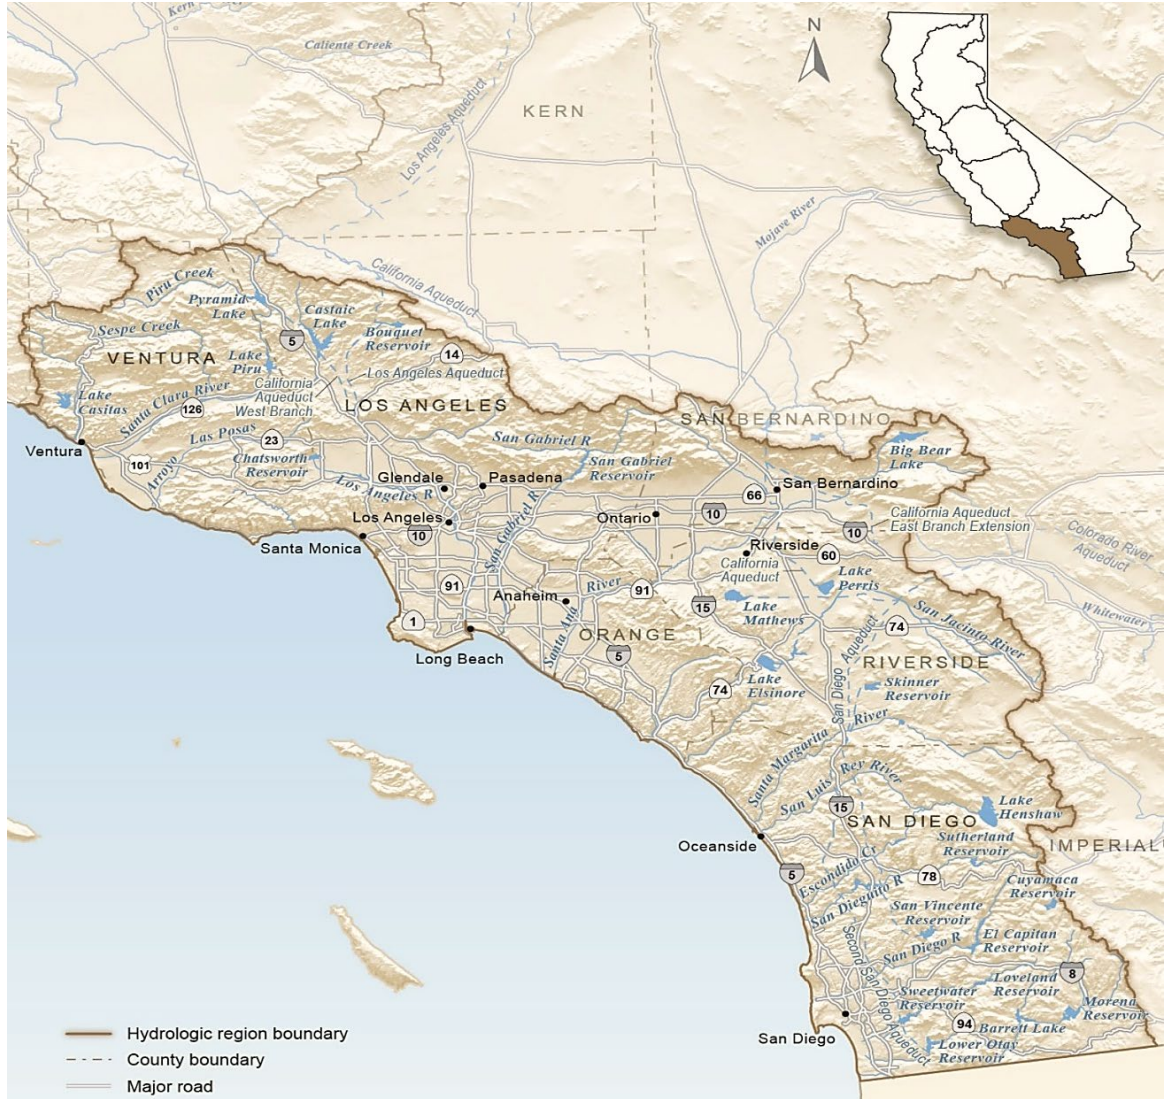 Kern
Caliente Creek
N
Los Angeles Aqueduct
KERN
Mojave River
California Aqueduct
Piru Creek
Pyramid
Lake
Castaic
Lake
Sespe Creek
5
Bouquet
Reservoir
14
VENTURA
Lake
Piru
Los Angeles Aqueduct
California
Aqueduct
West Branch
Lake
Casitas
Santa Clara River
126
LOS ANGELES
SAN BERNARDINO
Las Posas
Arroyo
23
Ventura
101
Chatsworth
Reservoir
San Gabriel R
San Gabriel
Reservoir
Big Bear
Lake
Los Angeles R
Glendale
Pasadena
San Bernardino
66
Los Angeles
10
San Gabriel R
Ontario
10
California Aqueduct
East Branch Extension
10
Santa Monica
Riverside
60
Colorado River
Aqueduct
California
Aqueduct
91
Anaheim
River
91
Lake
Perris
15
Lake
Mathews
San Jacinto River
Whitewater
1
Santa Ana
ORANGE
74
Long Beach
5
RIVERSIDE
Lake
Elsinore
74
San Diego
Aqueduct
Skinner
Reservoir
Santa Margarita
River
San Luis
Rey River
15
Lake
Henshaw
SAN DIEGO
Oceanside
Sutherland
Reservoir
IMPERIAL
5
Escondido Cr
78
Cuyamaca
Reservoir
San Dieguito R
San Vincente
Reservoir
El Capitan
Reservoir
San Diego R
Second San Diego Aqueduct
8
Loveland
Reservoir
Sweetwater
Reservoir
Morena
Reservoir
San Diego
94
Barrett Lake
Lower Otay
Reservoir
Hydrologic region boundary
County boundary
Major road